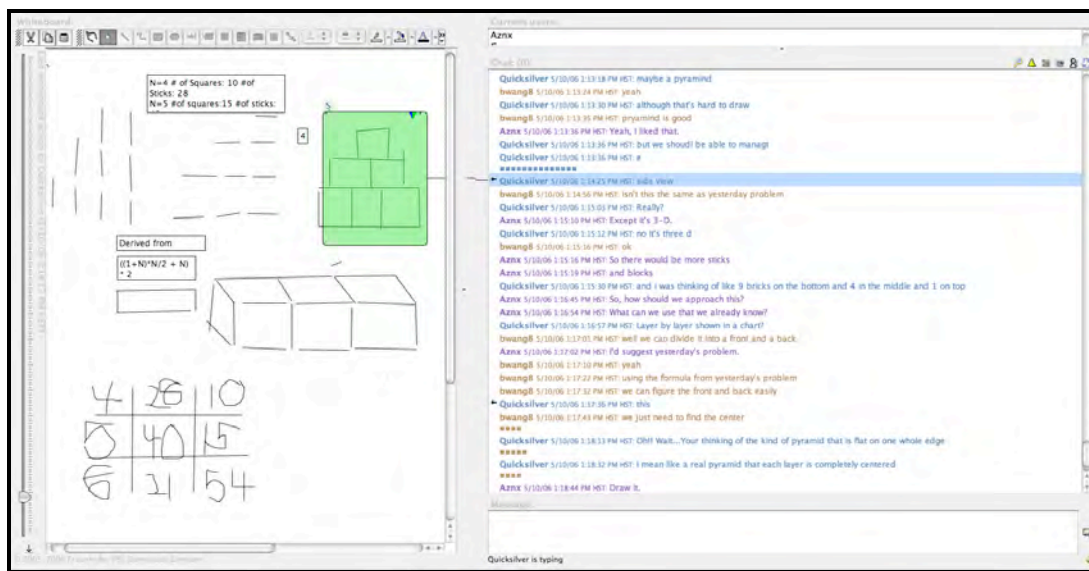 Whiteboard
N=4 # of Squares: 10 #of
Sticks: 28
N=5 #of squares:15 #of sticks:
4
5
Derived from
((1+N)*N/2 + N)
* 2
4 28 10
5 40 15
6 21 54
Current users:
Aznx
Quicksilver 5/10/06 1:13:18 PM HST: maybe a pyramind
bwang8 5/10/06 1:13:24 PM HST: yeah
Quicksilver 5/10/06 1:13:30 PM HST: although that's hard to draw
bwang8 5/10/06 1:13:35 PM HST: pryamind is good
Aznx 5/10/06 1:13:36 PM HST: Yeah, I liked that.
Quicksilver 5/10/06 1:13:36 PM HST: but we shoudl be able to managt
Quicksilver 5/10/06 1:13:36 PM HST: e
Quicksilver 5/10/06 1:14:25 PM HST: side view
bwang8 5/10/06 1:14:56 PM HST: isn't this the same as yesterday problem
Quicksilver 5/10/06 1:15:03 PM HST: Really?
Aznx 5/10/06 1:15:10 PM HST: Except it's 3-D.
Quicksilver 5/10/06 1:15:12 PM HST: no it's three d
bwang8 5/10/06 1:15:16 PM HST: ok
Aznx 5/10/06 1:15:16 PM HST: So there would be more sticks
Aznx 5/10/06 1:15:19 PM HST: and blocks
Quicksilver 5/10/06 1:15:30 PM HST: and i was thinking of like 9 bricks on the bottom and 4 in the middle and 1 on top
Aznx 5/10/06 1:16:45 PM HST: So, how should we approach this?
Aznx 5/10/06 1:16:54 PM HST: What can we use that we already know?
Quicksilver 5/10/06 1:16:57 PM HST: Layer by layer shown in a chart?
bwang8 5/10/06 1:17:01 PM HST: well we can divide it into a front and a back
Aznx 5/10/06 1:17:02 PM HST: I'd suggest yesterday's problem.
bwang8 5/10/06 1:17:10 PM HST: yeah
bwang8 5/10/06 1:17:22 PM HST: using the formula from yesterday's problem
bwang8 5/10/06 1:17:32 PM HST: we can figure the front and back easily
Quicksilver 5/10/06 1:17:36 PM HST: this
bwang8 5/10/06 1:17:43 PM HST: we just need to find the center
Quicksilver 5/10/06 1:18:13 PM HST: Oh!! Wait...Your thinking of the kind of pyramid that is flat on one whole edge
Quicksilver 5/10/06 1:18:32 PM HST: I mean like a real pyramid that each layer is completely centered
Aznx 5/10/06 1:18:44 PM HST: Draw it.
Message:
Quicksilver is typing